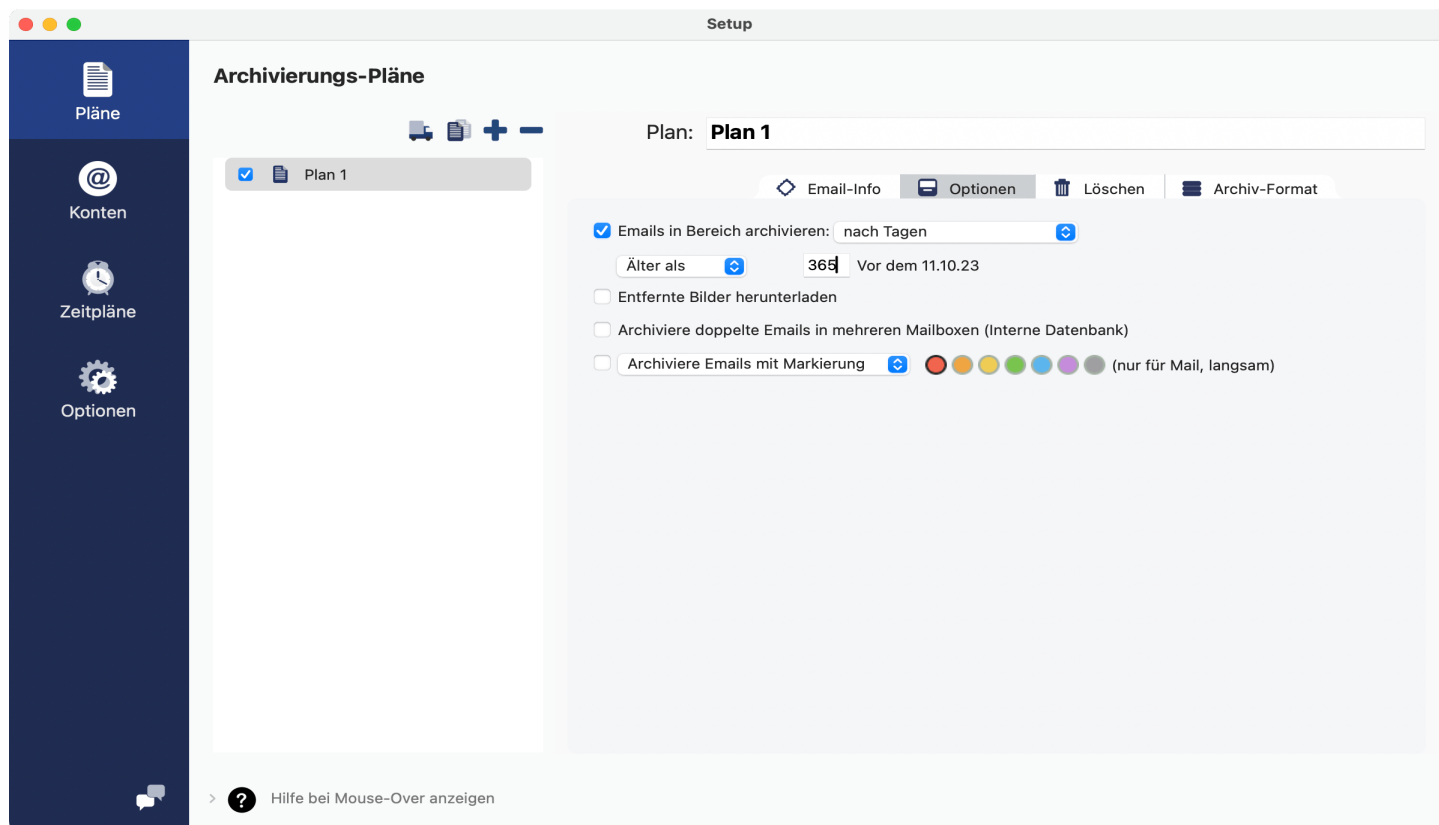 Setup
Pläne
Konten
Zeitpläne
Optionen
Archivierungs-Pläne
Plan 1
Plan: Plan 1
Email-Info Optionen Löschen Archiv-Format
Emails in Bereich archivieren: nach Tagen
Älter als 365 Vor dem 11.10.23
Entfernte Bilder herunterladen
Archiviere doppelte Emails in mehreren Mailboxen (Interne Datenbank)
Archiviere Emails mit Markierung (nur für Mail, langsam)
? Hilfe bei Mouse-Over anzeigen